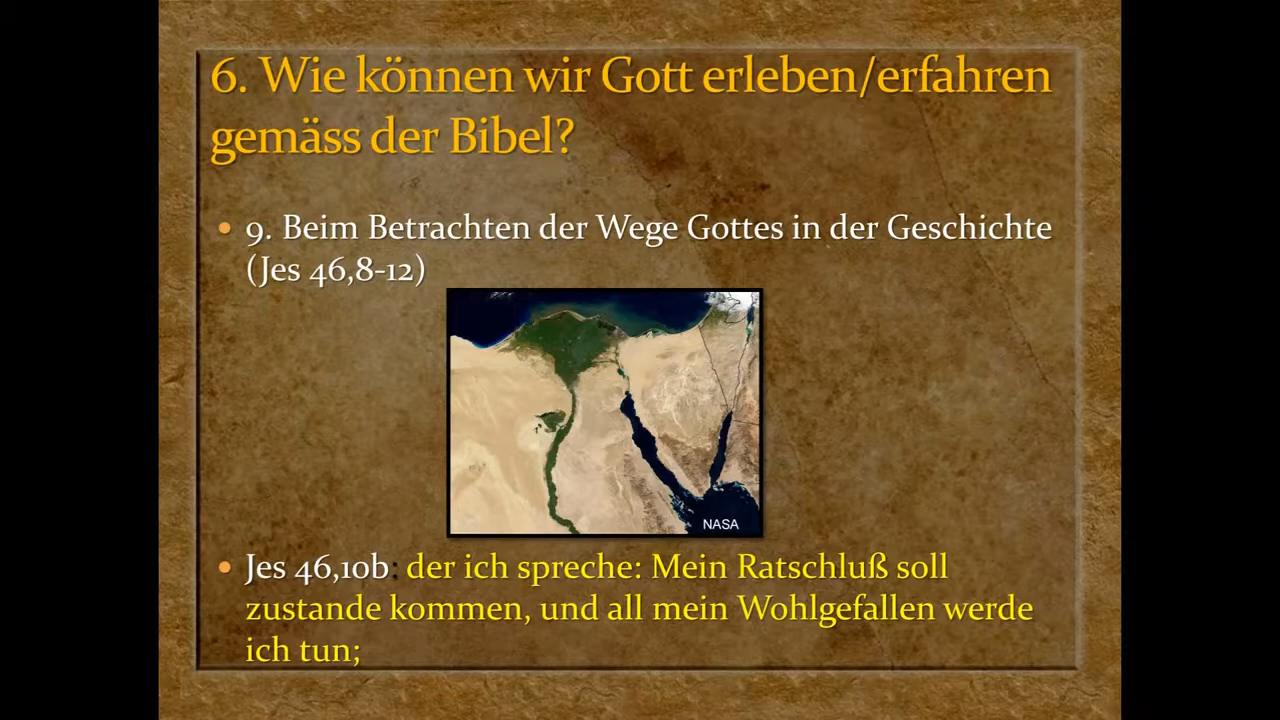 6. Wie können wir Gott erleben/erfahren
gemäss der Bibel?
• 9. Beim Betrachten der Wege Gottes in der Geschichte
(Jes 46,8-12)
NASA
• Jes 46,10b: der ich spreche: Mein Ratschluß soll
zustande kommen, und all mein Wohlgefallen werde
ich tun;